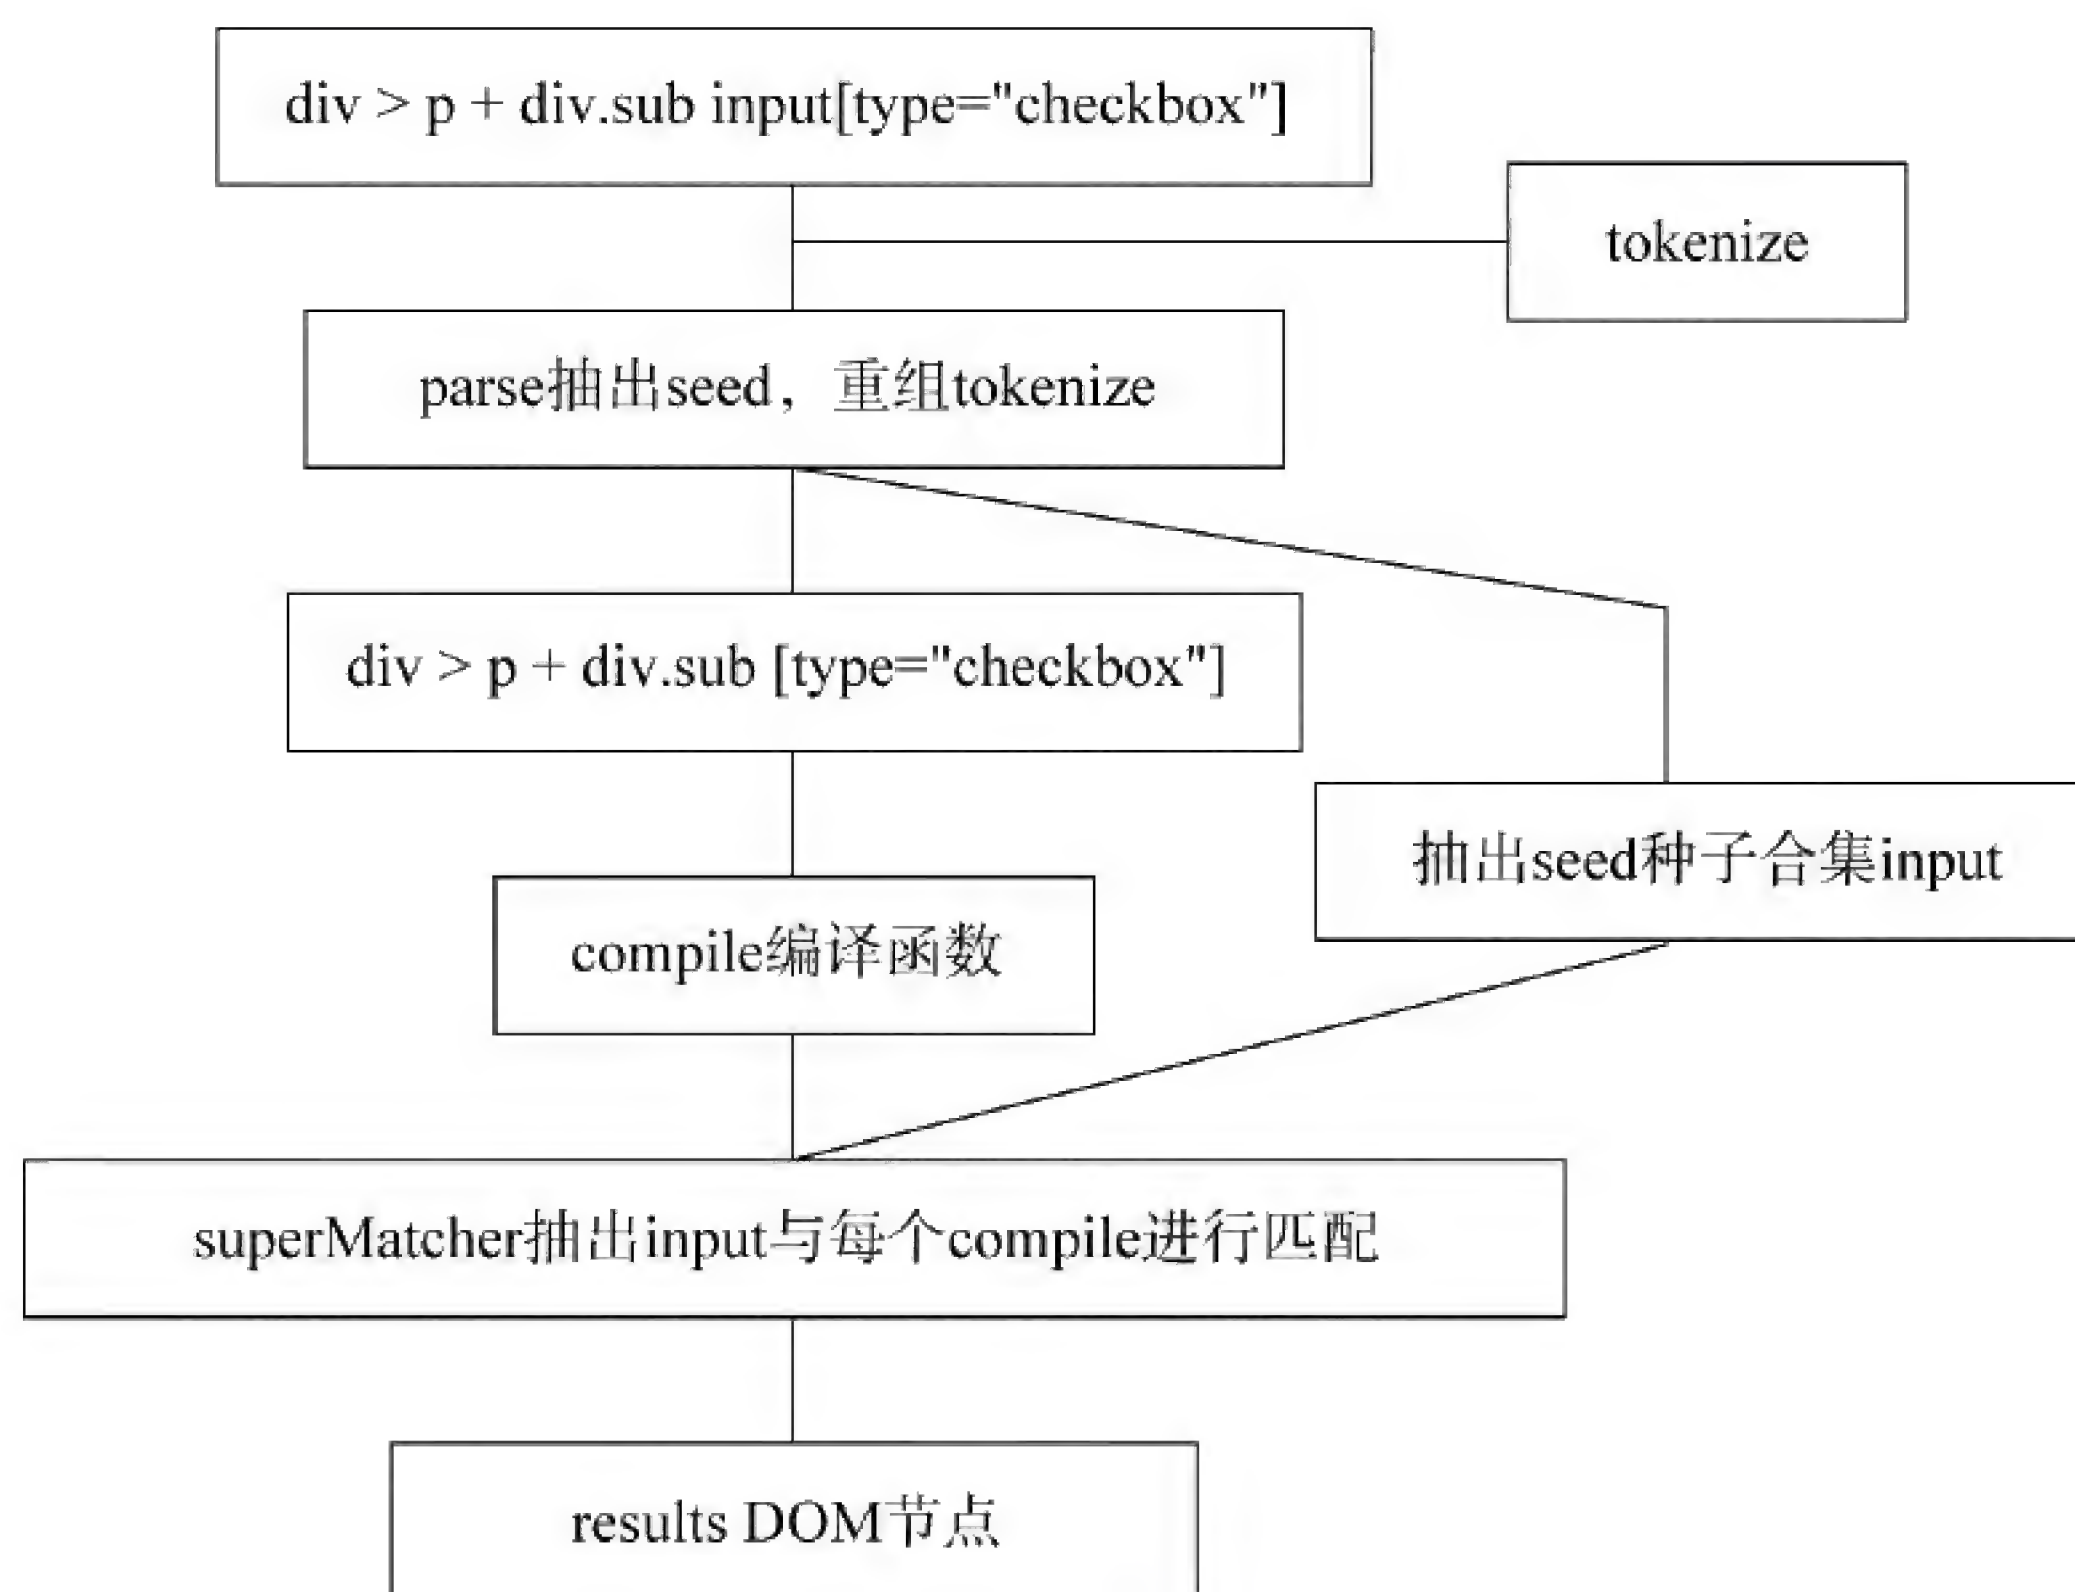 div > p + div.sub input[type="checkbox"]
tokenize
parse抽出seed，重组tokenize
div > p + div.sub [type="checkbox"]
抽出seed种子合集input
compile编译函数
superMatcher抽出input与每个compile进行匹配
results DOM节点